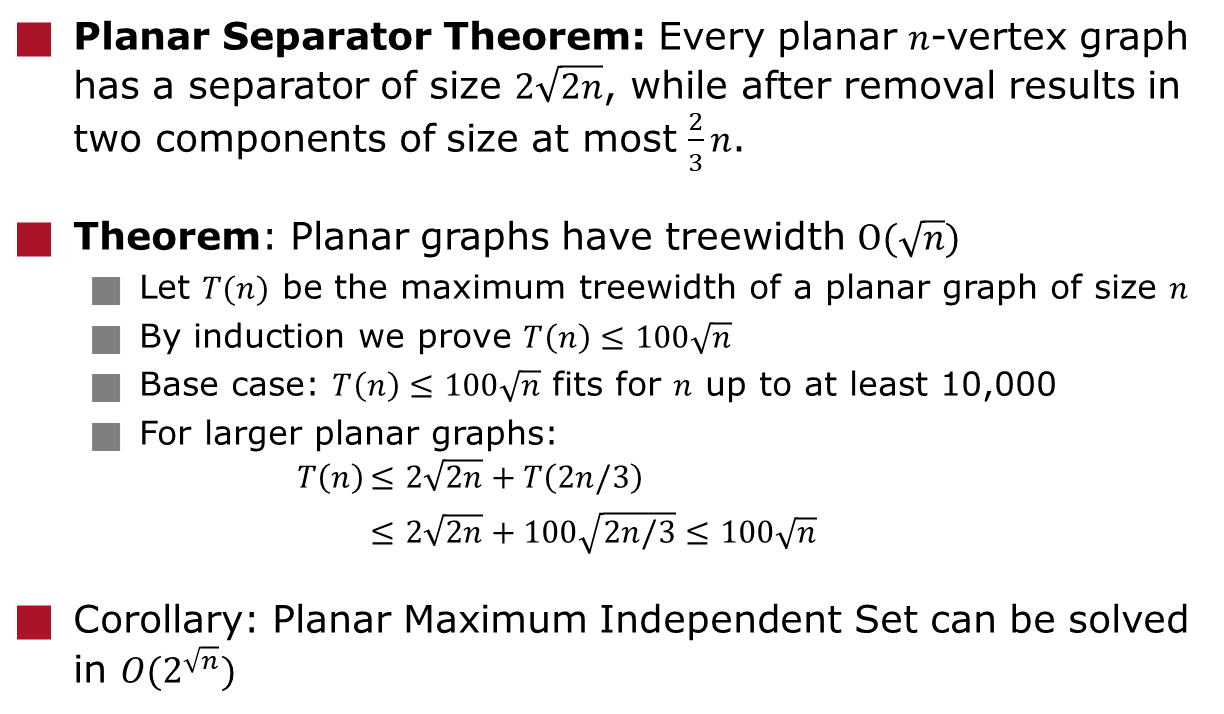 Planar Separator Theorem: Every planar n-vertex graph
has a separator of size 2√2n, while after removal results in
two components of size at most 2/3 n.
Theorem: Planar graphs have treewidth O(√n)
Let T(n) be the maximum treewidth of a planar graph of size n
By induction we prove T(n) ≤ 100√n
Base case: T(n) ≤ 100√n fits for n up to at least 10,000
For larger planar graphs:
T(n) ≤ 2√2n + T(2n/3)
≤ 2√2n + 100√2n/3 ≤ 100√n
Corollary: Planar Maximum Independent Set can be solved
in O(2^√n)